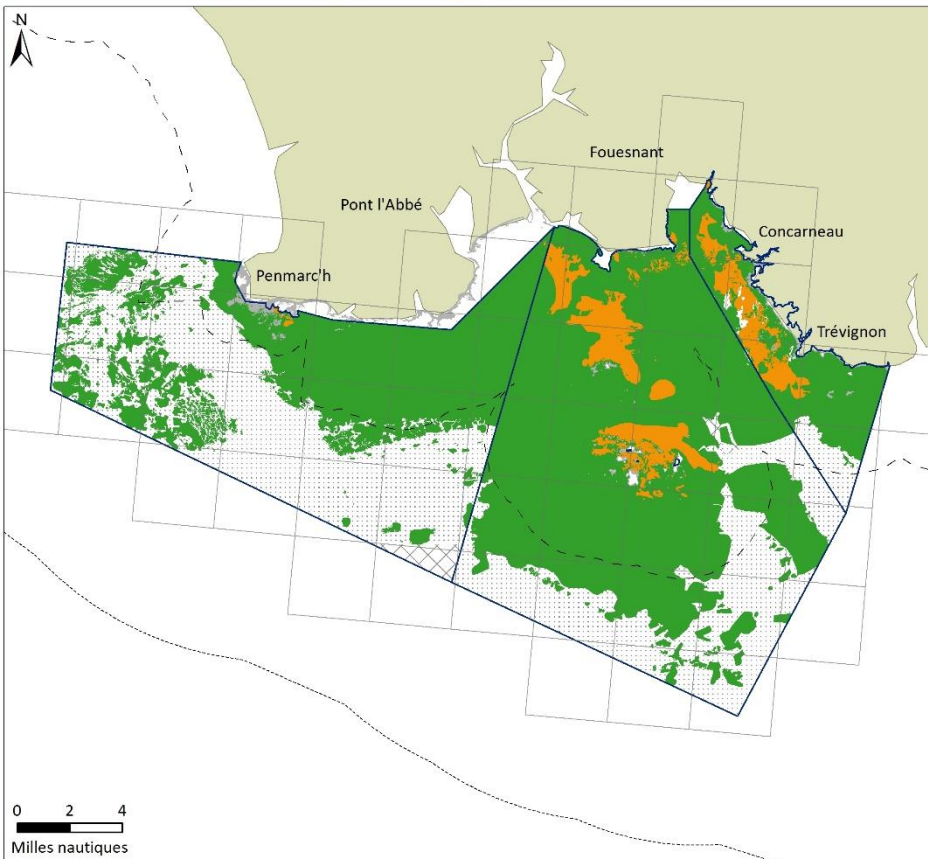 N
Fouesnant
Pont l'Abbé
Concarneau
Penmarc'h
Trévignon
0 2 4
Milles nautiques